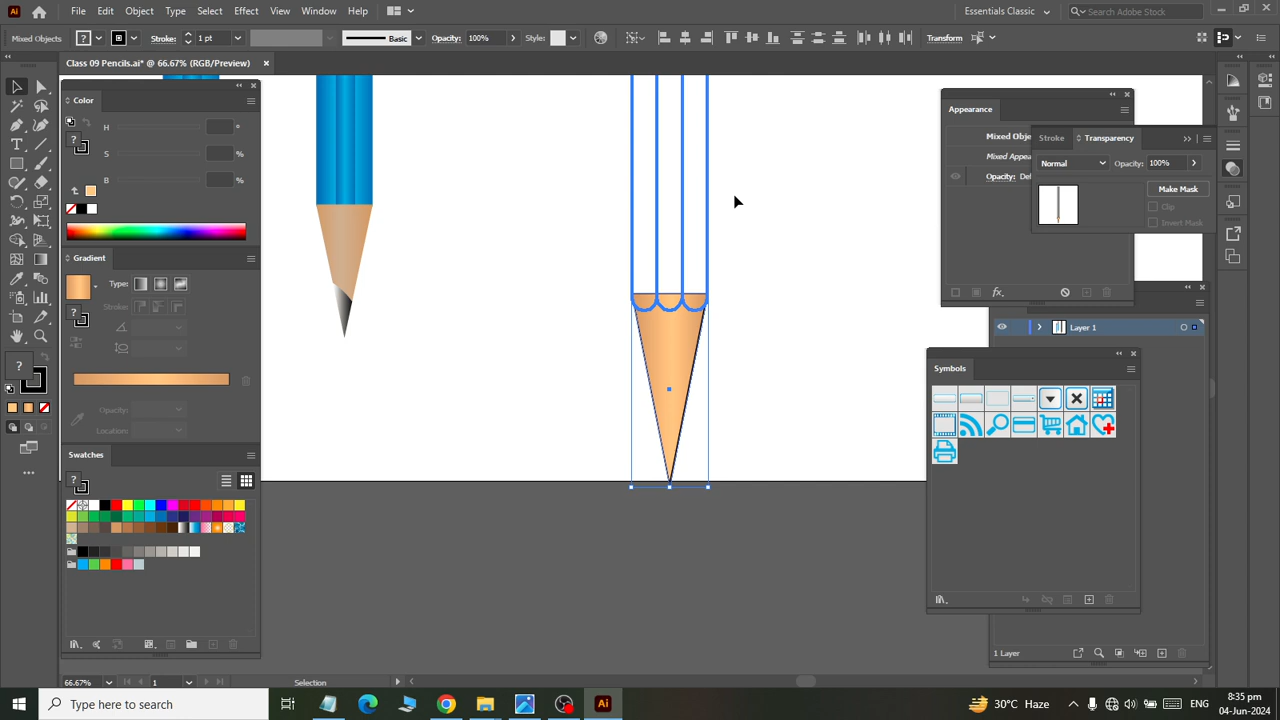 File Edit Object Type Select Effect View Window Help
Essentials Classic
Search Adobe Stock
Mixed Objects
Stroke:
1 pt
Basic
Opacity:
100%
Style:
Transform
Class 09 Pencils.ai* @ 66.67% (RGB/Preview)
Color
H
°
S
%
B
%
Gradient
Type:
Stroke:
Opacity:
Location:
Swatches
Appearance
Mixed Obje
Mixed Appea
Opacity: Def
Stroke
Transparency
Normal
Opacity:
100%
Make Mask
Clip
Invert Mask
Layer 1
Symbols
1 Layer
66.67%
1
Selection
Type here to search
Ai
30°C Haze
ENG
8:35 pm
04-Jun-2024